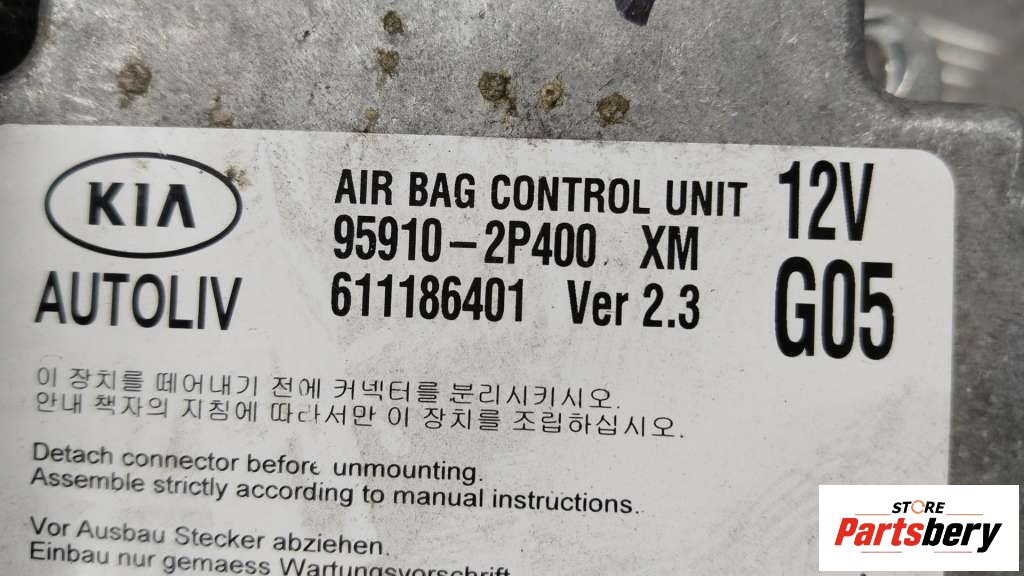 KIA
AUTOLIV
AIR BAG CONTROL UNIT
95910-2P400 XM
611186401 Ver 2.3
12V
G05
이 장치를 떼어내기 전에 커넥터를 분리시키시오.
안내 책자의 지침에 따라서만 이 장치를 조립하십시오.
Detach connector before unmounting.
Assemble strictly according to manual instructions.
Vor Ausbau Stecker abziehen.
Einbau nur gemaess Wartungsvorschrift
STORE
Partsbery